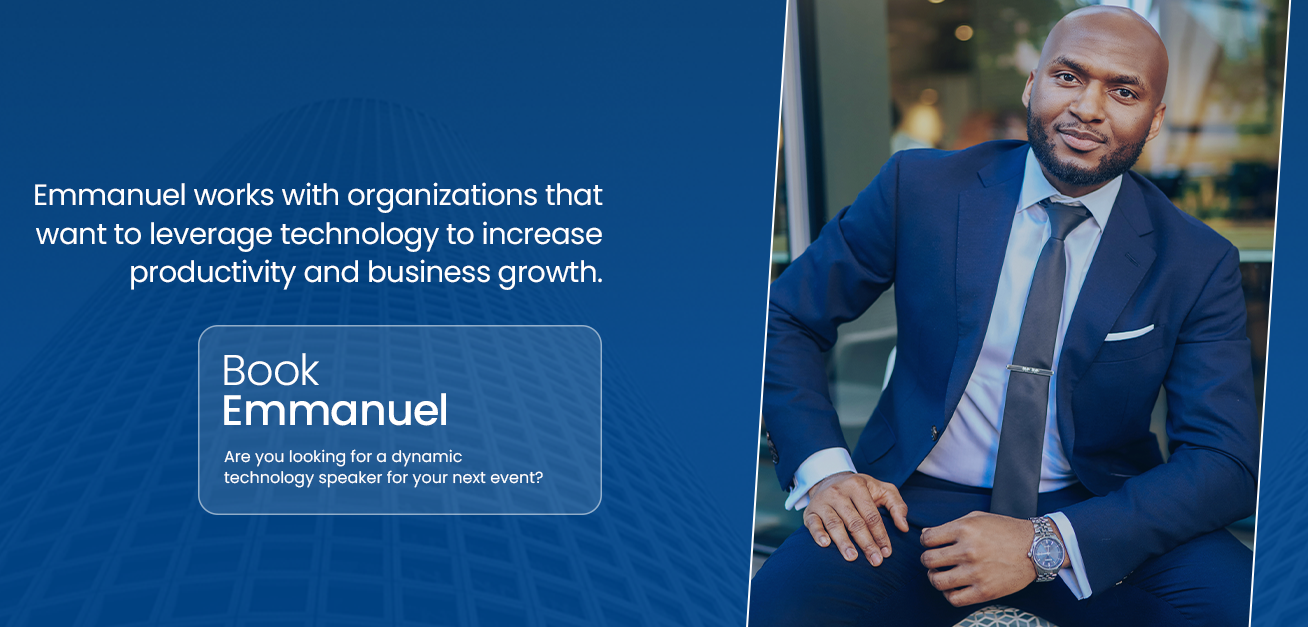 Emmanuel works with organizations that
want to leverage technology to increase
productivity and business growth.
Book
Emmanuel
Are you looking for a dynamic
technology speaker for your next event?